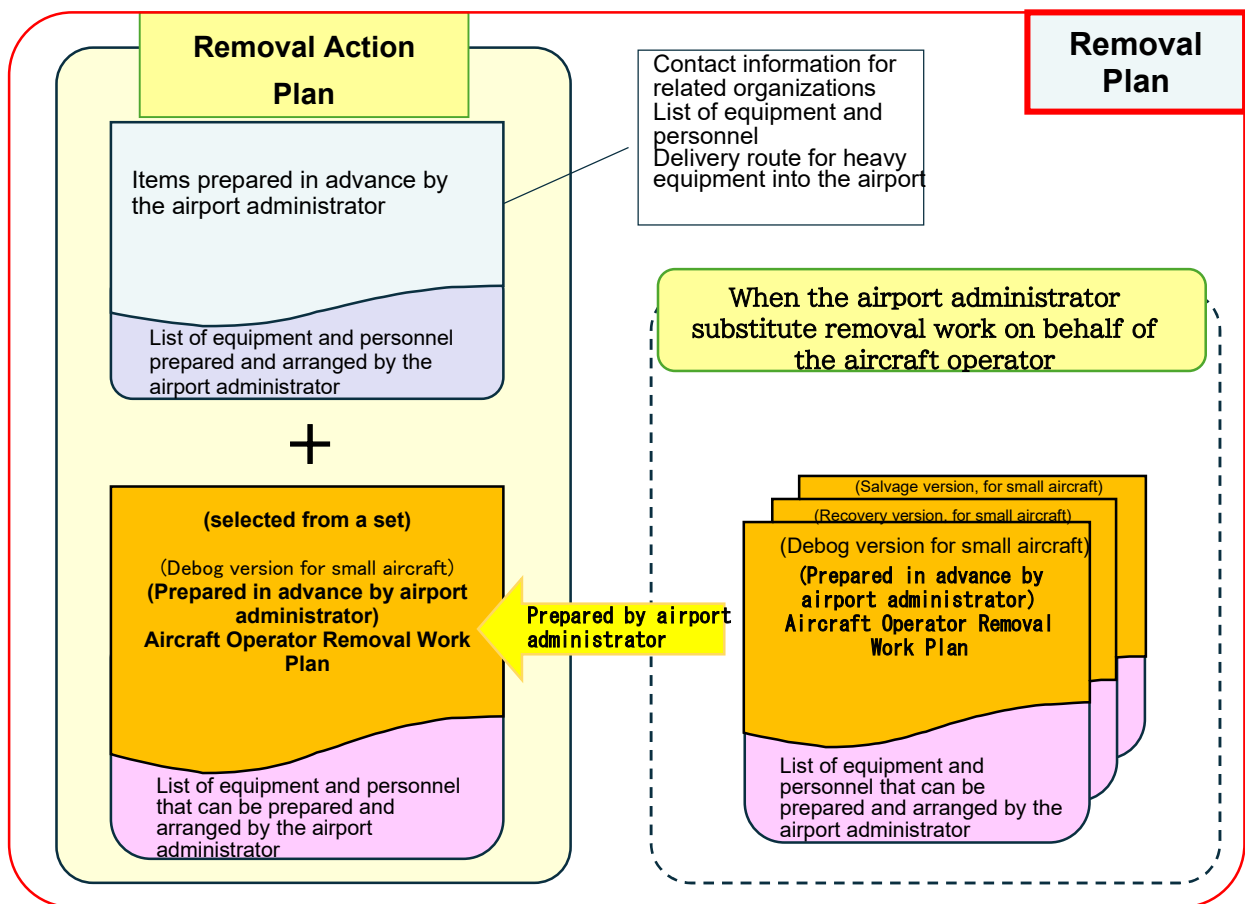 Removal Action
Plan
Items prepared in advance by
the airport administrator
List of equipment and personnel
prepared and arranged by the
airport administrator
+
(selected from a set)
(Debog version for small aircraft)
(Prepared in advance by airport
administrator)
Aircraft Operator Removal Work
Plan
List of equipment and personnel
that can be prepared and
arranged by the airport
administrator
Contact information for
related organizations
List of equipment and
personnel
Delivery route for heavy
equipment into the airport
Removal
Plan
When the airport administrator
substitute removal work on behalf of
the aircraft operator
(Salvage version, for small aircraft)
(Recovery version, for small aircraft)
(Debog version for small aircraft)
(Prepared in advance by
airport administrator)
Aircraft Operator Removal
Work Plan
List of equipment and
personnel that can be
prepared and arranged by the
airport administrator
Prepared by airport
administrator